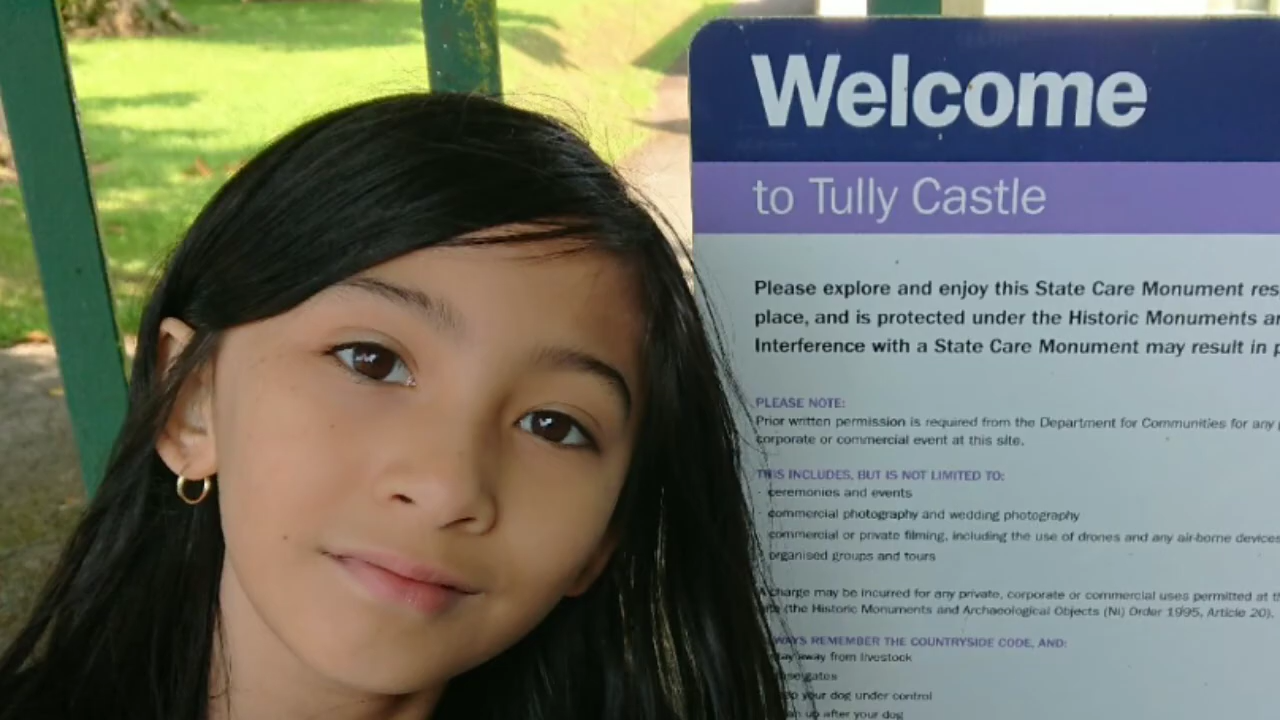 Welcome
to Tully Castle
Please explore and enjoy this State Care Monument
place, and is protected under the Historic Monuments
Interference with a State Care Monument may result in
PLEASE NOTE:
Prior written permission is required from the Department for Communities for any
corporate or commercial event at this site.
THIS INCLUDES, BUT IS NOT LIMITED TO:
- ceremonies and events
commercial photography and wedding photography
commercial or private filming, including the use of drones and any air-borne devices
organised groups and tours
A charge may be incurred for any private, corporate or commercial uses permitted at
(the Historic Monuments and Archaeological Objects (NI) Order 1995, Article 20).
REMEMBER THE COUNTRYSIDE CODE, AND:
away from livestock
gates
your dog under control
up after your dog